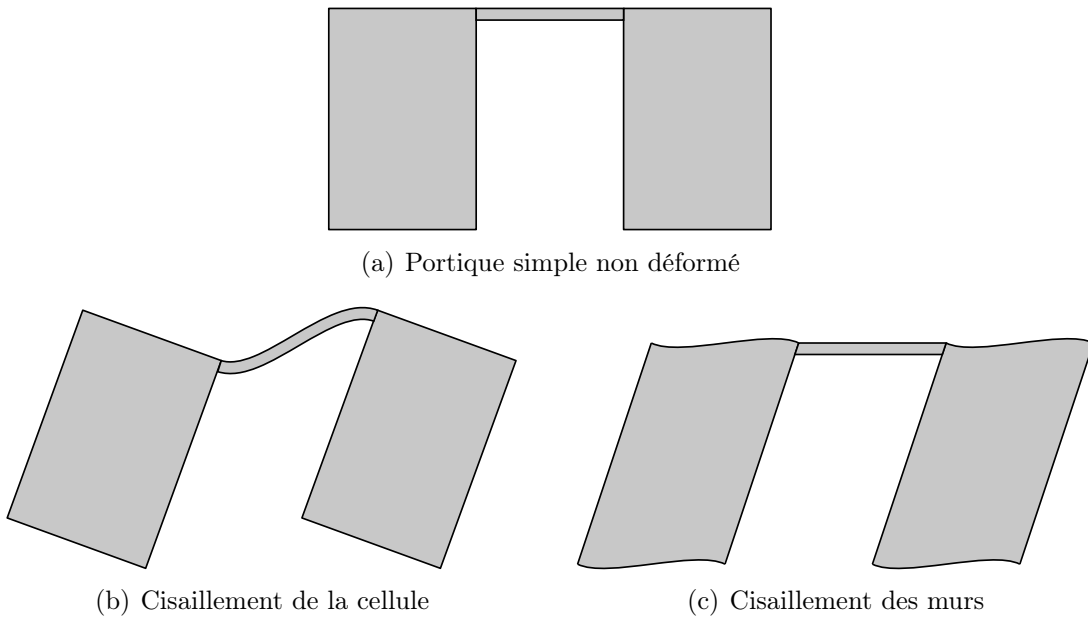 (a) Portique simple non déformé
(b) Cisaillement de la cellule
(c) Cisaillement des murs